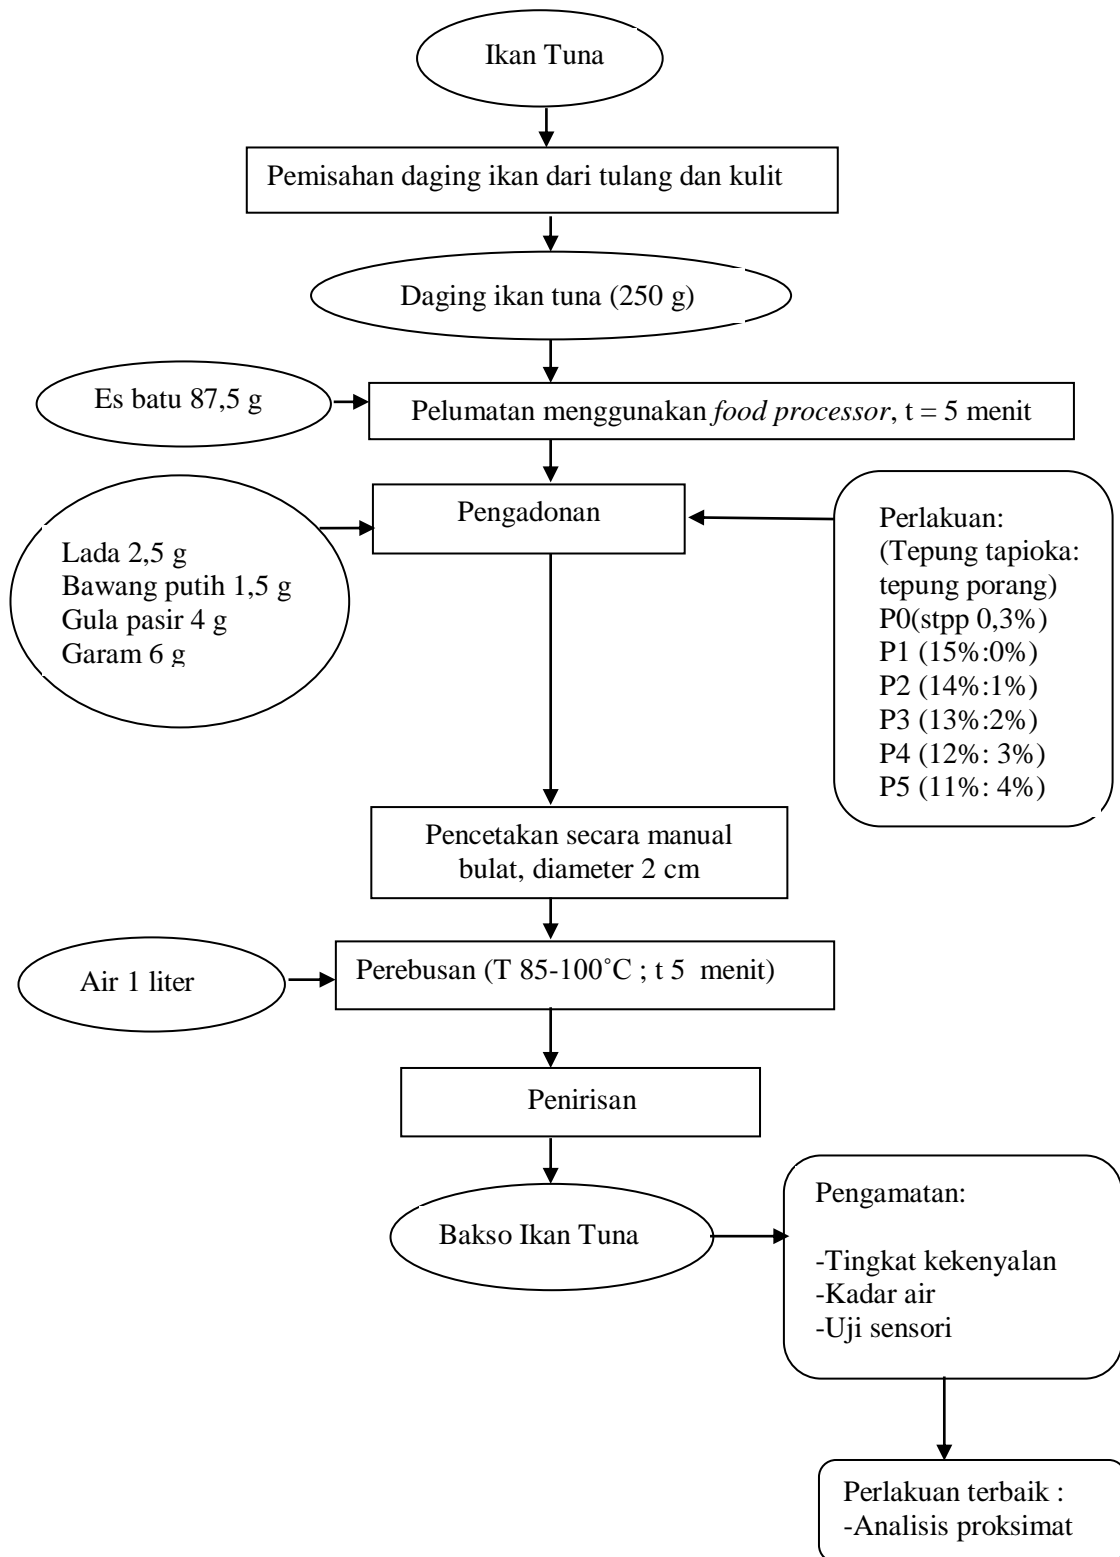 Ikan Tuna
Pemisahan daging ikan dari tulang dan kulit
Daging ikan tuna (250 g)
Es batu 87,5 g
Pelumatan menggunakan food processor, t = 5 menit
Pengadonan
Lada 2,5 g
Bawang putih 1,5 g
Gula pasir 4 g
Garam 6 g
Perlakuan:
(Tepung tapioka:
tepung porang)
P0(stpp 0,3%)
P1 (15%:0%)
P2 (14%:1%)
P3 (13%:2%)
P4 (12%: 3%)
P5 (11%: 4%)
Pencetakan secara manual
bulat, diameter 2 cm
Air 1 liter
Perebusan (T 85-100˚C ; t 5 menit)
Penirisan
Bakso Ikan Tuna
Pengamatan:
-Tingkat kekenyalan
-Kadar air
-Uji sensori
Perlakuan terbaik :
-Analisis proksimat